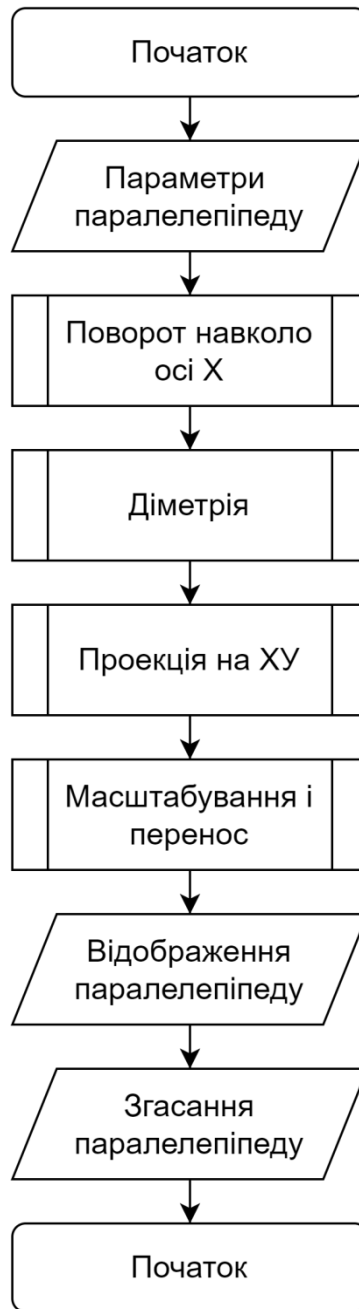 Початок
Параметри
паралелепіпеду
Поворот навколо
осі X
Діметрія
Проекція на ХУ
Масштабування і
перенос
Відображення
паралелепіпеду
Згасання
паралелепіпеду
Початок